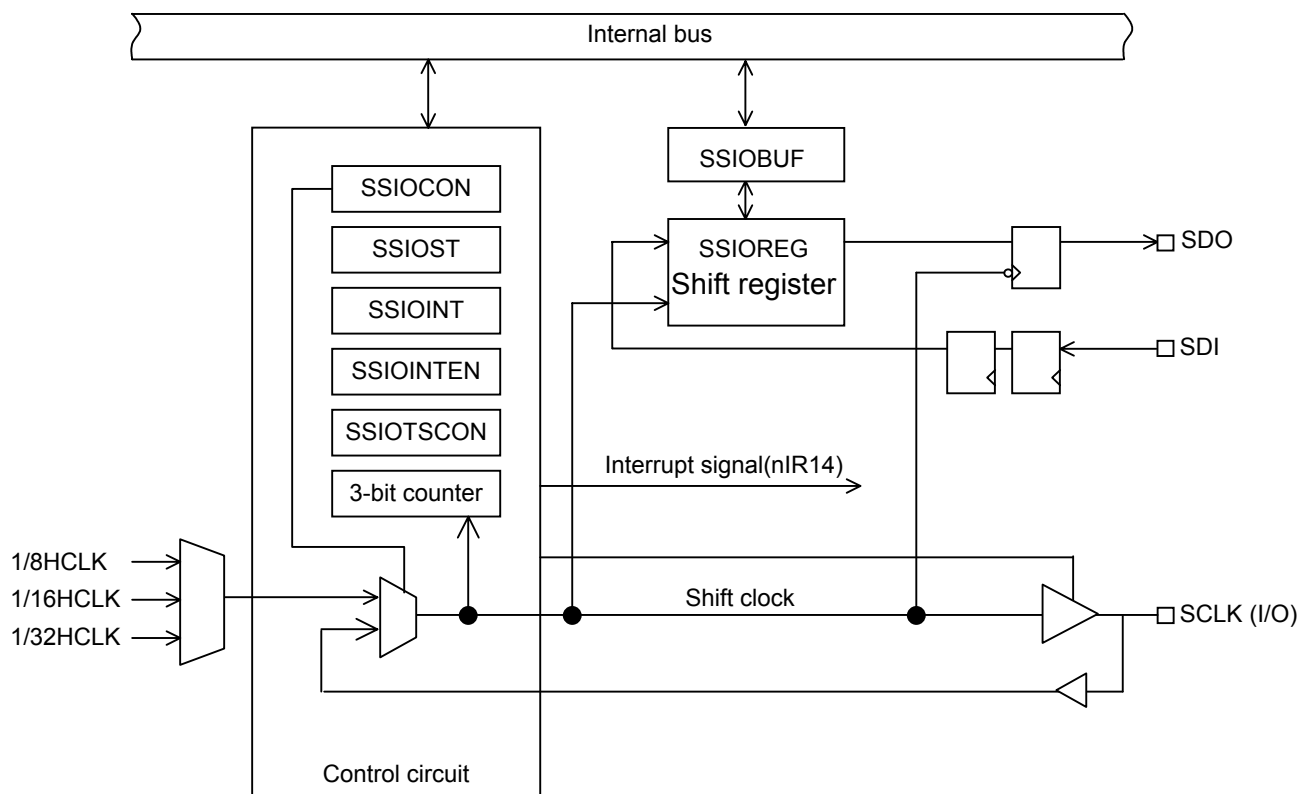 Internal bus
SSIOBUF
SSIOCON
SSIOST
SSIOINT
SSIOINTEN
SSIOTSCON
3-bit counter
SSIOREG
Shift register
SDO
SDI
Interrupt signal(nIR14)
1/8HCLK
1/16HCLK
1/32HCLK
Shift clock
SCLK (I/O)
Control circuit